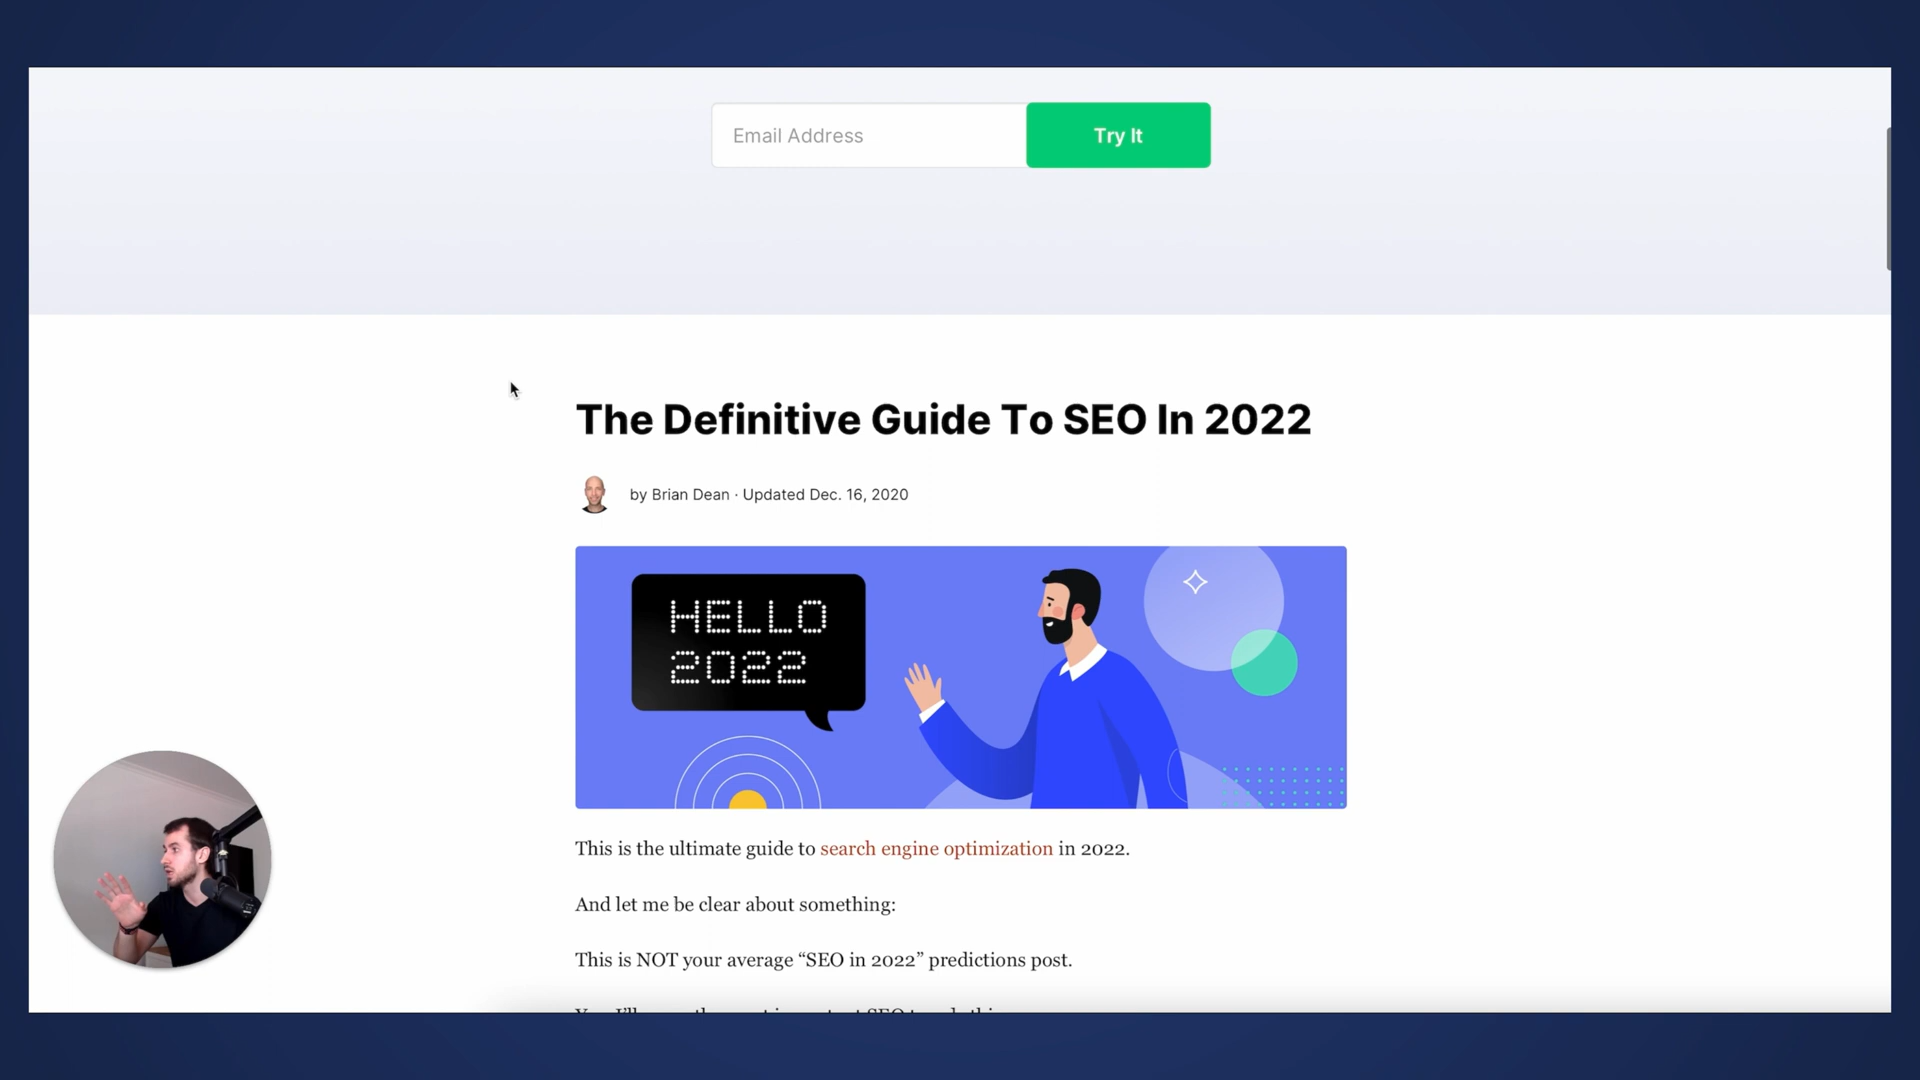 Email Address
Try It
The Definitive Guide To SEO In 2022
by Brian Dean · Updated Dec. 16, 2020
HELLO
2022
This is the ultimate guide to search engine optimization in 2022.
And let me be clear about something:
This is NOT your average “SEO in 2022” predictions post.